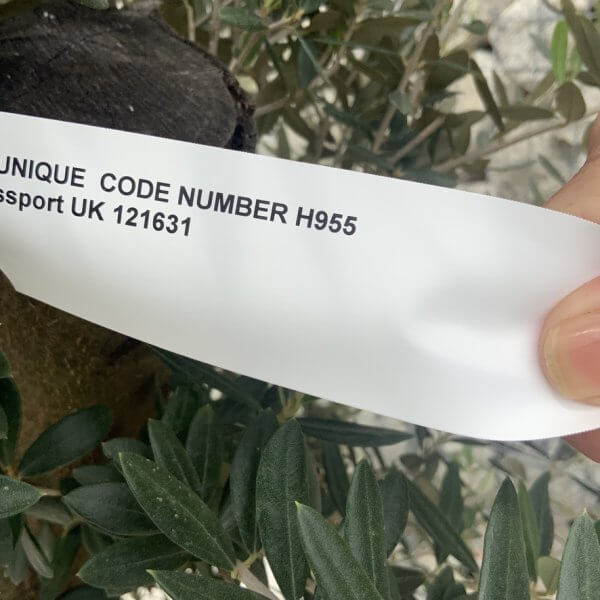 UNIQUE CODE NUMBER H955
ssport UK 121631